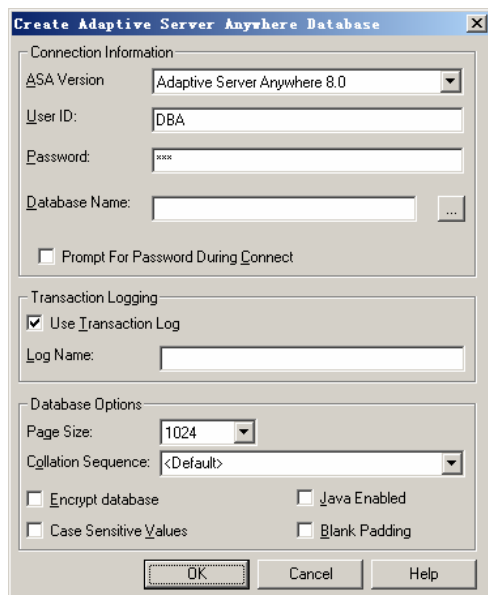 Create Adaptive Server Anywhere Database
Connection Information
ASA Version
Adaptive Server Anywhere 8.0
User ID:
DBA
Password:
***
Database Name:
...
Prompt For Password During Connect
Transaction Logging
Use Transaction Log
Log Name:
Database Options
Page Size:
1024
Collation Sequence:
<Default>
Encrypt database
Java Enabled
Case Sensitive Values
Blank Padding
OK
Cancel
Help